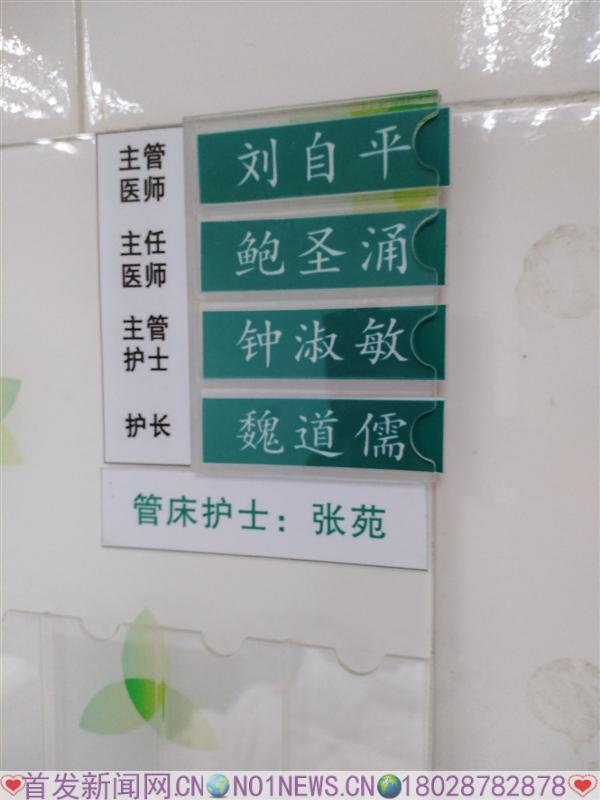 主管
医师
刘自平
主任
医师
鲍圣涌
主管
护士
钟淑敏
护长
魏道儒
管床护士：张苑
首发新闻网.CN NO1NEWS.CN 18028782878